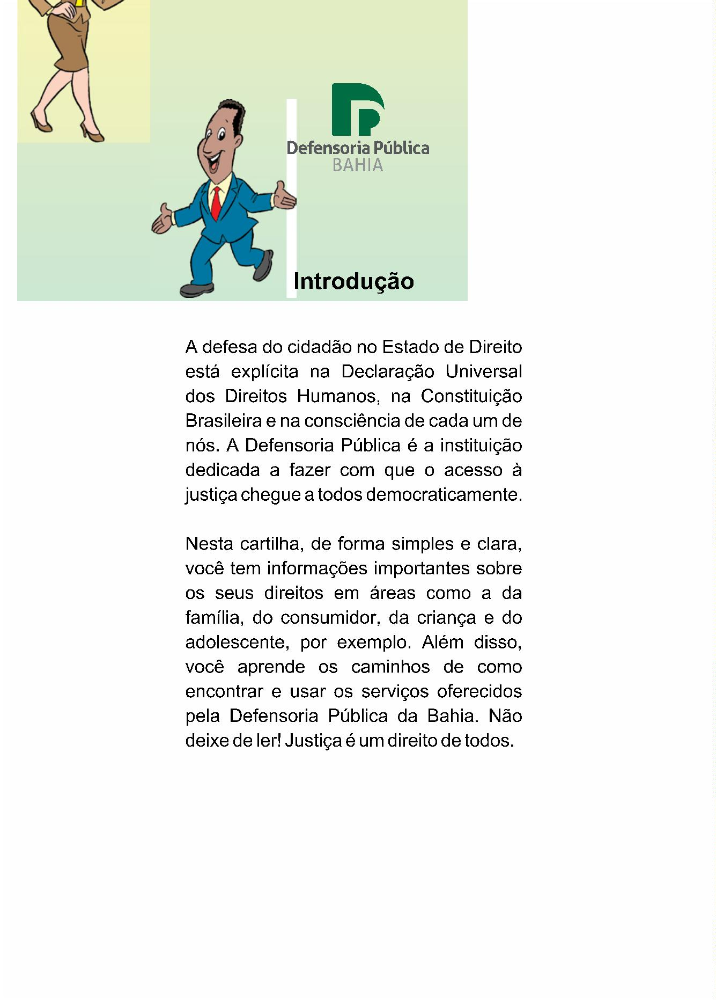 Defensoria Pública
BAHIA
Introdução
A defesa do cidadão no Estado de Direito
está explícita na Declaração Universal
dos Direitos Humanos, na Constituição
Brasileira e na consciência de cada um de
nós. A Defensoria Pública é a instituição
dedicada a fazer com que o acesso à
justiça chegue a todos democraticamente.
Nesta cartilha, de forma simples e clara,
você tem informações importantes sobre
os seus direitos em áreas como a da
família, do consumidor, da criança e do
adolescente, por exemplo. Além disso,
você aprende os caminhos de como
encontrar e usar os serviços oferecidos
pela Defensoria Pública da Bahia. Não
deixe de ler! Justiça é um direito de todos.